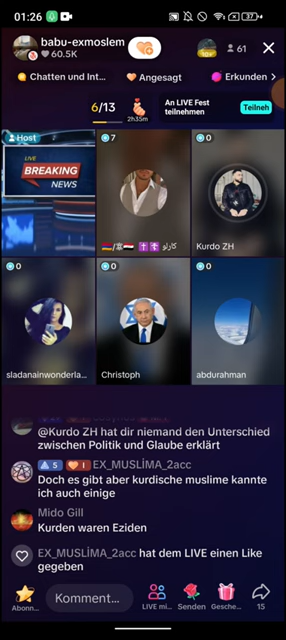 01:26
37
babu-exmoslem
60.5K
10+
61
Chatten und Int...
Angesagt
Erkunden >
6/13
2h35m
An LIVE Fest
teilnehmen
Teilneh
Host
LIVE
BREAKING
NEWS
7
کارلو
0
Kurdo ZH
0
sladanainwonderla...
0
Christoph
0
abdurahman
@Kurdo ZH hat dir niemand den Unterschied
zwischen Politik und Glaube erklärt
5 1 EX_MUSLİMA_2acc
Doch es gibt aber kurdische muslime kannte
ich auch einige
Mido Gill
Kurden waren Eziden
EX_MUSLİMA_2acc hat dem LIVE einen Like
gegeben
Abonn...
Komment...
LIVE mi...
Senden
Gesche...
15